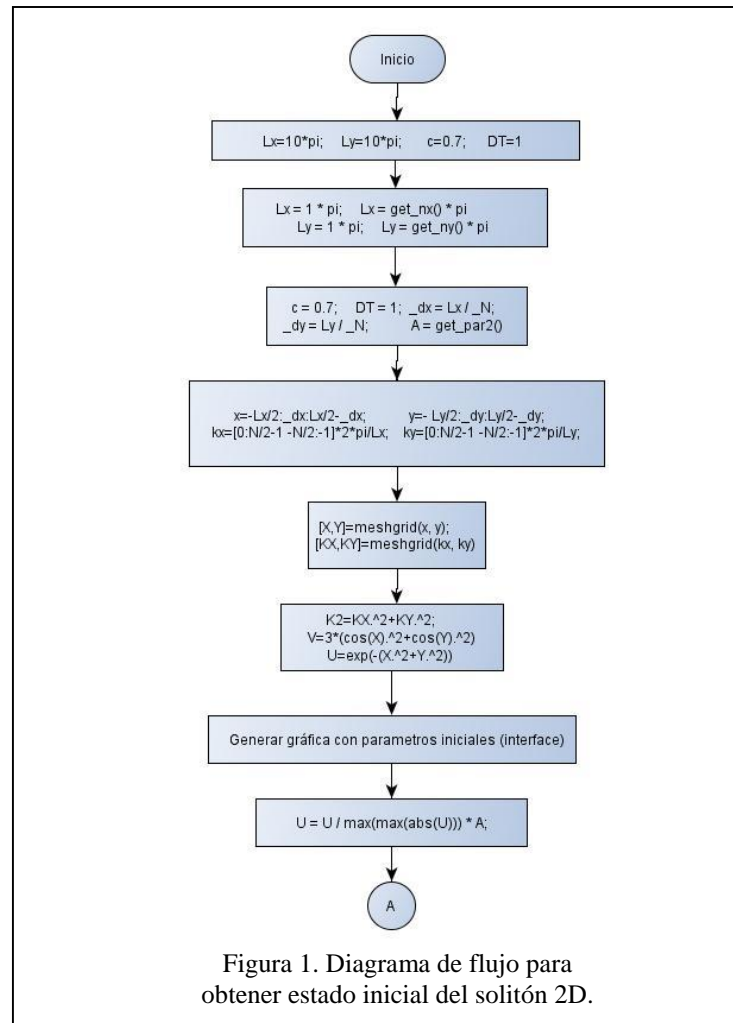 Inicio
Lx=10*pi; Ly=10*pi; c=0.7; DT=1
Lx = 1 * pi; Lx = get_nx() * pi
Ly = 1 * pi; Ly = get_ny() * pi
c = 0.7; DT = 1; _dx = Lx / _N;
_dy = Ly / _N; A = get_par2()
x=-Lx/2:_dx:Lx/2-_dx; y=- Ly/2:_dy:Ly/2-_dy;
kx=[0:N/2-1 -N/2:-1]*2*pi/Lx; ky=[0:N/2-1 -N/2:-1]*2*pi/Ly;
[X,Y]=meshgrid(x, y);
[KX,KY]=meshgrid(kx, ky)
K2=KX.^2+KY.^2;
V=3*(cos(X).^2+cos(Y).^2)
U=exp(-(X.^2+Y.^2))
Generar gráfica con parametros iniciales (interface)
U = U / max(max(abs(U))) * A;
A
Figura 1. Diagrama de flujo para
obtener estado inicial del solitón 2D.